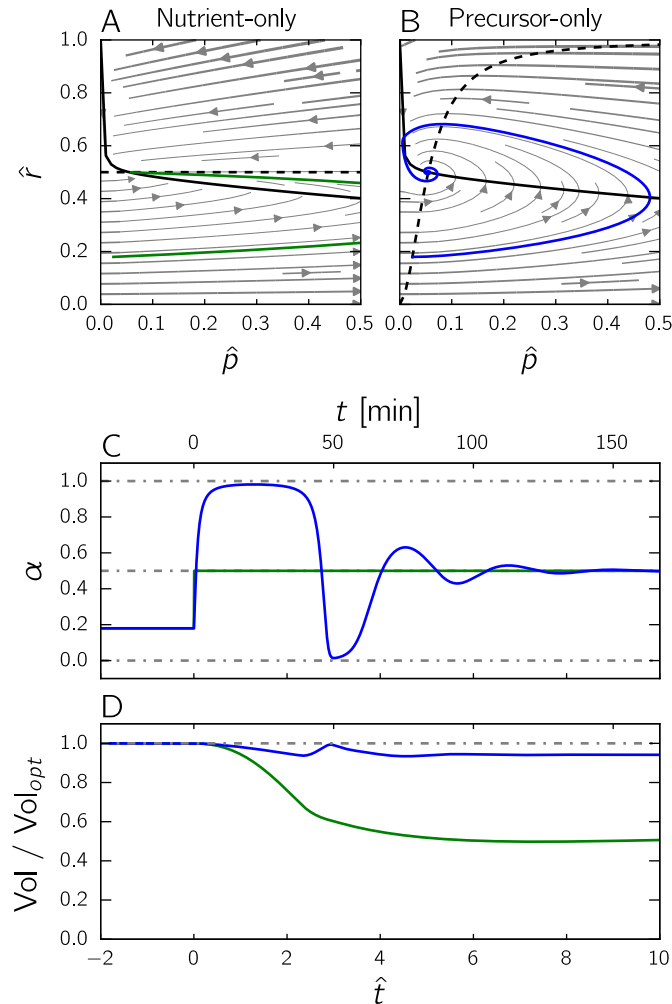 A Nutrient-only
B Precursor-only
1.0
0.8
0.6
0.4
0.2
0.0
r̂
0.0 0.1 0.2 0.3 0.4 0.5
0.0 0.1 0.2 0.3 0.4 0.5
p̂
p̂
t [min]
C
0 50 100 150
1.0
0.8
0.6
0.4
0.2
0.0
α
D
1.0
0.8
0.6
0.4
0.2
0.0
Vol / Vol_opt
−2 0 2 4 6 8 10
t̂